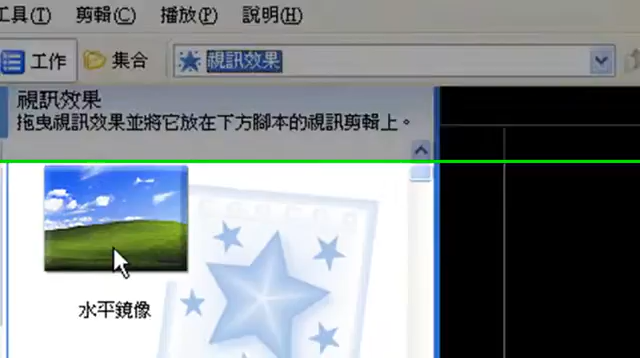 工具(T) 剪輯(C) 播放(P) 說明(H)
工作 集合 視訊效果
視訊效果
拖曳視訊效果並將它放在下方腳本的視訊剪輯上。
水平鏡像